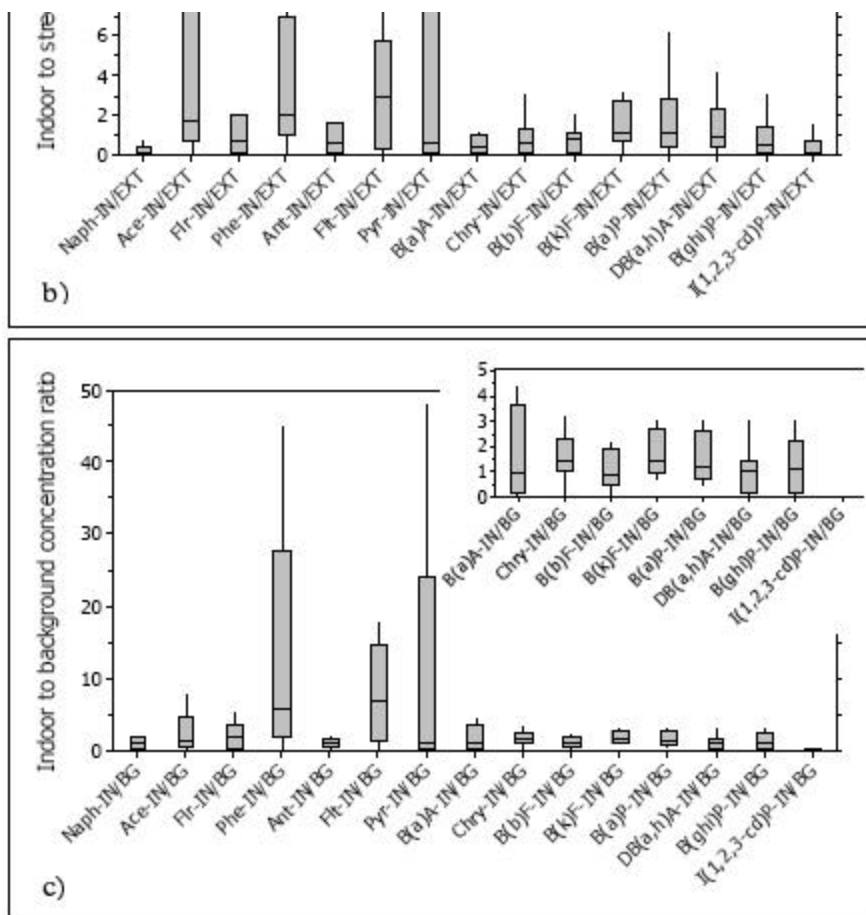 Indoor to stre
6
4
2
0
Naph-IN/EXT
Ace-IN/EXT
Flr-IN/EXT
Phe-IN/EXT
Ant-IN/EXT
Flt-IN/EXT
Pyr-IN/EXT
B(a)A-IN/EXT
Chry-IN/EXT
B(b)F-IN/EXT
B(k)F-IN/EXT
B(a)P-IN/EXT
DB(a,h)A-IN/EXT
B(ghi)P-IN/EXT
I(1,2,3-cd)P-IN/EXT
b)
Indoor to background concentration ratio
50
40
30
20
10
0
5
4
3
2
1
0
B(a)A-IN/BG
Chry-IN/BG
B(b)F-IN/BG
B(k)F-IN/BG
B(a)P-IN/BG
DB(a,h)A-IN/BG
B(ghi)P-IN/BG
I(1,2,3-cd)P-IN/BG
Naph-IN/BG
Ace-IN/BG
Flr-IN/BG
Phe-IN/BG
Ant-IN/BG
Flt-IN/BG
Pyr-IN/BG
B(a)A-IN/BG
Chry-IN/BG
B(b)F-IN/BG
B(k)F-IN/BG
B(a)P-IN/BG
DB(a,h)A-IN/BG
B(ghi)P-IN/BG
I(1,2,3-cd)P-IN/BG
c)